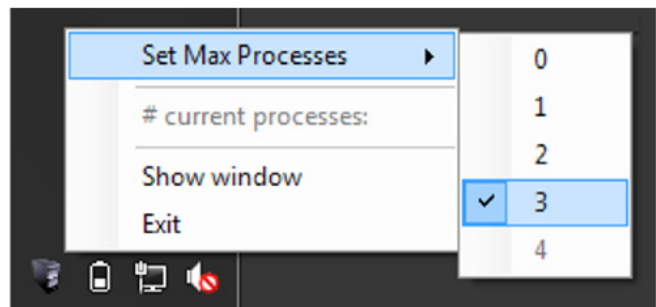 Set Max Processes
# current processes:
Show window
Exit
0
1
2
3
4